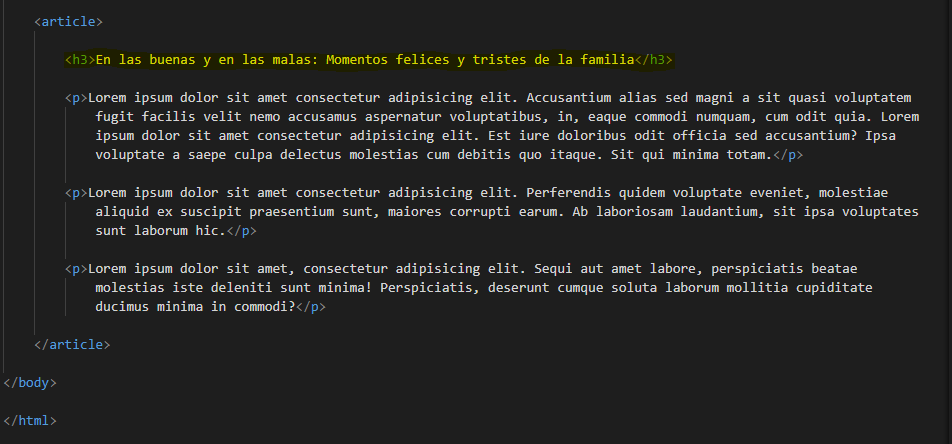 <article>
<h3>En las buenas y en las malas: Momentos felices y tristes de la familia</h3>
<p>Lorem ipsum dolor sit amet consectetur adipisicing elit. Accusantium alias sed magni a sit quasi voluptatem
fugit facilis velit nemo accusamus aspernatur voluptatibus, in, eaque commodi numquam, cum odit quia. Lorem
ipsum dolor sit amet consectetur adipisicing elit. Est iure doloribus odit officia sed accusantium? Ipsa
voluptate a saepe culpa delectus molestias cum debitis quo itaque. Sit qui minima totam.</p>
<p>Lorem ipsum dolor sit amet consectetur adipisicing elit. Perferendis quidem voluptate eveniet, molestiae
aliquid ex suscipit praesentium sunt, maiores corrupti earum. Ab laboriosam laudantium, sit ipsa voluptates
sunt laborum hic.</p>
<p>Lorem ipsum dolor sit amet, consectetur adipisicing elit. Sequi aut amet labore, perspiciatis beatae
molestias iste deleniti sunt minima! Perspiciatis, deserunt cumque soluta laborum mollitia cupiditate
ducimus minima in commodi?</p>
</article>
</body>
</html>